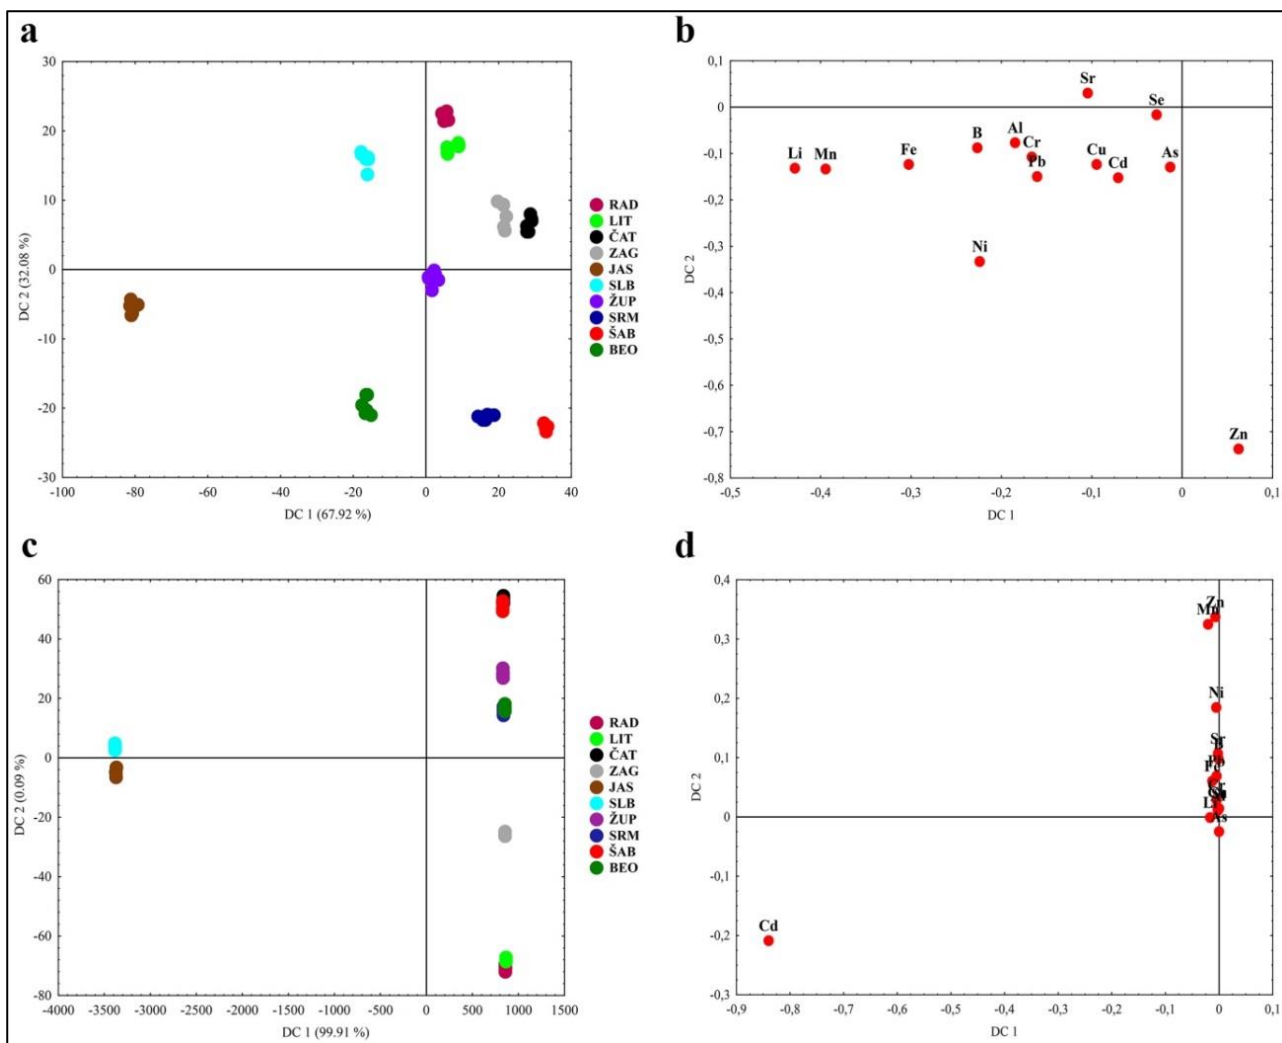 a
30
20
10
0
-10
-20
-30
-100
-80
-60
-40
-20
0
20
40
DC 1 (67.92 %)
DC 2 (32.08 %)
RAD
LIT
ČAT
ZAG
JAS
SLB
ŽUP
SRM
ŠAB
BEO
b
0,1
0
-0,1
-0,2
-0,3
-0,4
-0,5
-0,6
-0,7
-0,8
-0,5
-0,4
-0,3
-0,2
-0,1
0
0,1
DC 1
DC 2
Sr
Se
Al
B
Cr
Li
Mn
Fe
Pb
Cu
Cd
As
Ni
Zn
c
60
40
20
0
-20
-40
-60
-80
-4000
-3500
-3000
-2500
-2000
-1500
-1000
-500
0
500
1000
1500
DC 1 (99.91 %)
DC 2 (0.09 %)
RAD
LIT
ČAT
ZAG
JAS
SLB
ŽUP
SRM
ŠAB
BEO
d
0,4
0,3
0,2
0,1
0
-0,1
-0,2
-0,3
-0,9
-0,8
-0,7
-0,6
-0,5
-0,4
-0,3
-0,2
-0,1
0
0,1
DC 1
DC 2
Zn
Mn
Ni
Sr
B
Pb
Fe
Cr
Li
As
Cd